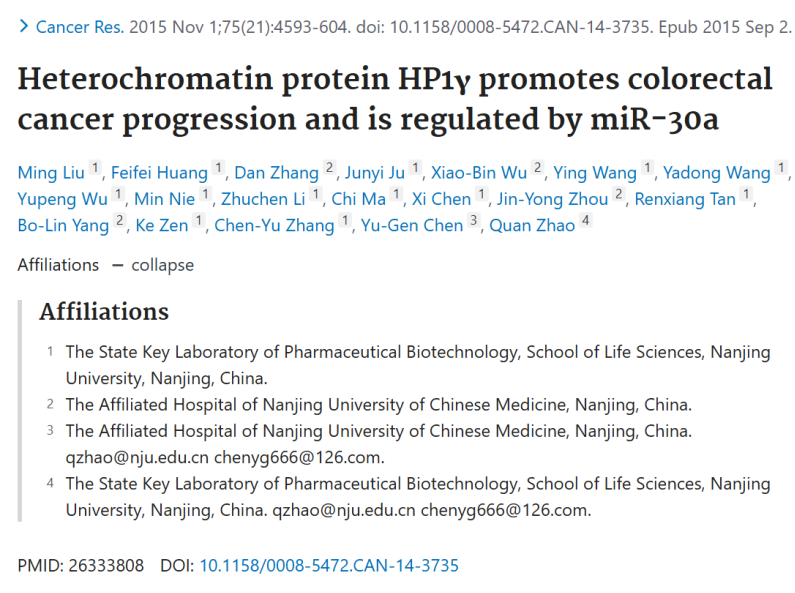 Cancer Res. 2015 Nov 1;75(21):4593-604. doi: 10.1158/0008-5472.CAN-14-3735. Epub 2015 Sep 2.
Heterochromatin protein HP1γ promotes colorectal
cancer progression and is regulated by miR-30a
Ming Liu 1, Feifei Huang 1, Dan Zhang 2, Junyi Ju 1, Xiao-Bin Wu 2, Ying Wang 1, Yadong Wang 1,
Yupeng Wu 1, Min Nie 1, Zhuchen Li 1, Chi Ma 1, Xi Chen 1, Jin-Yong Zhou 2, Renxiang Tan 1,
Bo-Lin Yang 2, Ke Zen 1, Chen-Yu Zhang 1, Yu-Gen Chen 3, Quan Zhao 4
Affiliations — collapse
Affiliations
1 The State Key Laboratory of Pharmaceutical Biotechnology, School of Life Sciences, Nanjing
University, Nanjing, China.
2 The Affiliated Hospital of Nanjing University of Chinese Medicine, Nanjing, China.
3 The Affiliated Hospital of Nanjing University of Chinese Medicine, Nanjing, China.
qzhao@nju.edu.cn chenyg666@126.com.
4 The State Key Laboratory of Pharmaceutical Biotechnology, School of Life Sciences, Nanjing
University, Nanjing, China. qzhao@nju.edu.cn chenyg666@126.com.
PMID: 26333808 DOI: 10.1158/0008-5472.CAN-14-3735